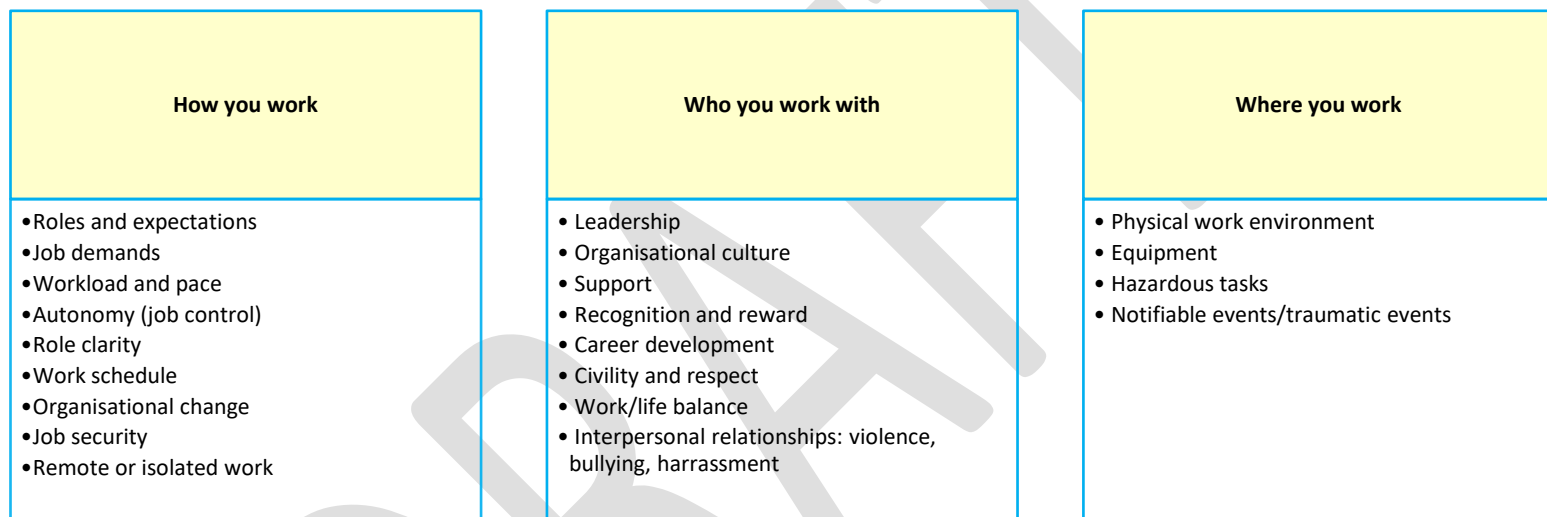 How you work
•Roles and expectations
•Job demands
•Workload and pace
•Autonomy (job control)
•Role clarity
•Work schedule
•Organisational change
•Job security
•Remote or isolated work
Who you work with
• Leadership
• Organisational culture
• Support
• Recognition and reward
• Career development
• Civility and respect
• Work/life balance
• Interpersonal relationships: violence,
bullying, harrassment
Where you work
• Physical work environment
• Equipment
• Hazardous tasks
• Notifiable events/traumatic events
DRAFT